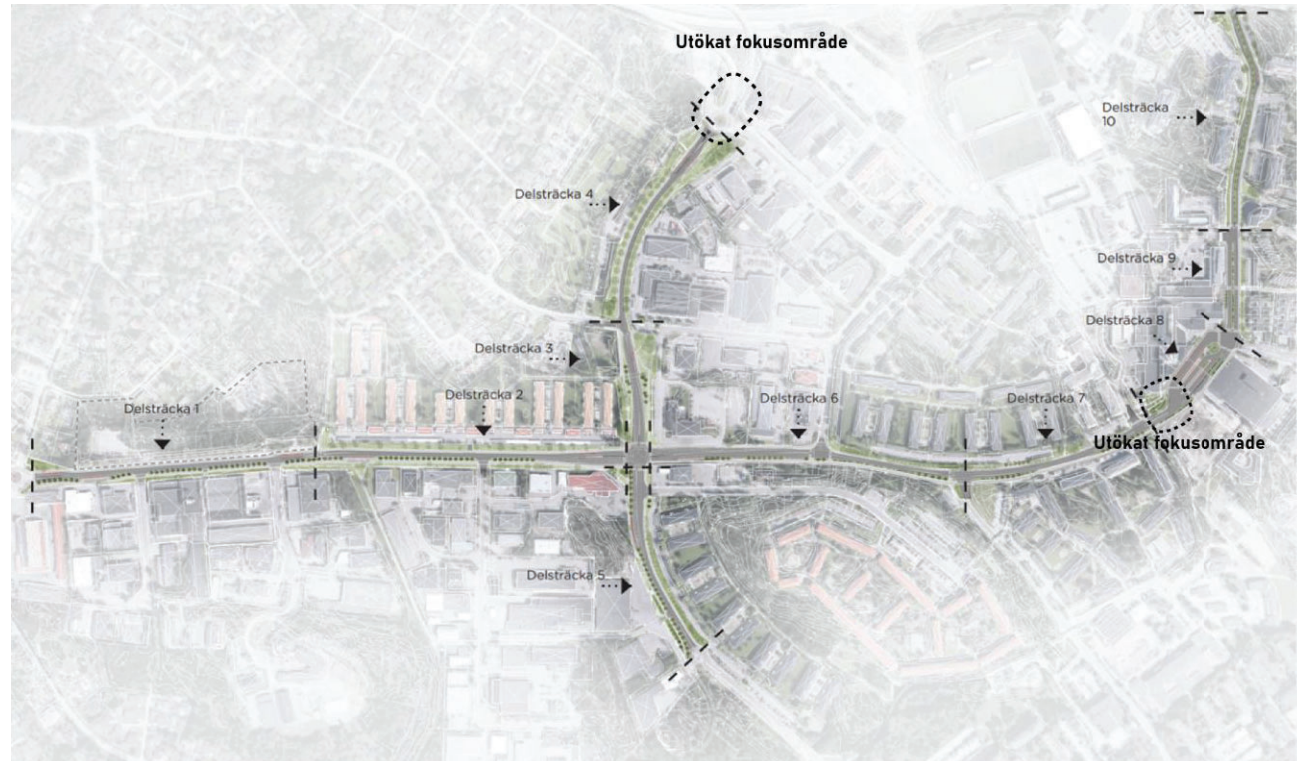 Utökat fokusområde
Delsträcka
10
Delsträcka 4
Delsträcka 9
Delsträcka 8
Delsträcka 3
Delsträcka 2
Delsträcka 6
Delsträcka 7
Delsträcka 1
Utökat fokusområde
Delsträcka 5